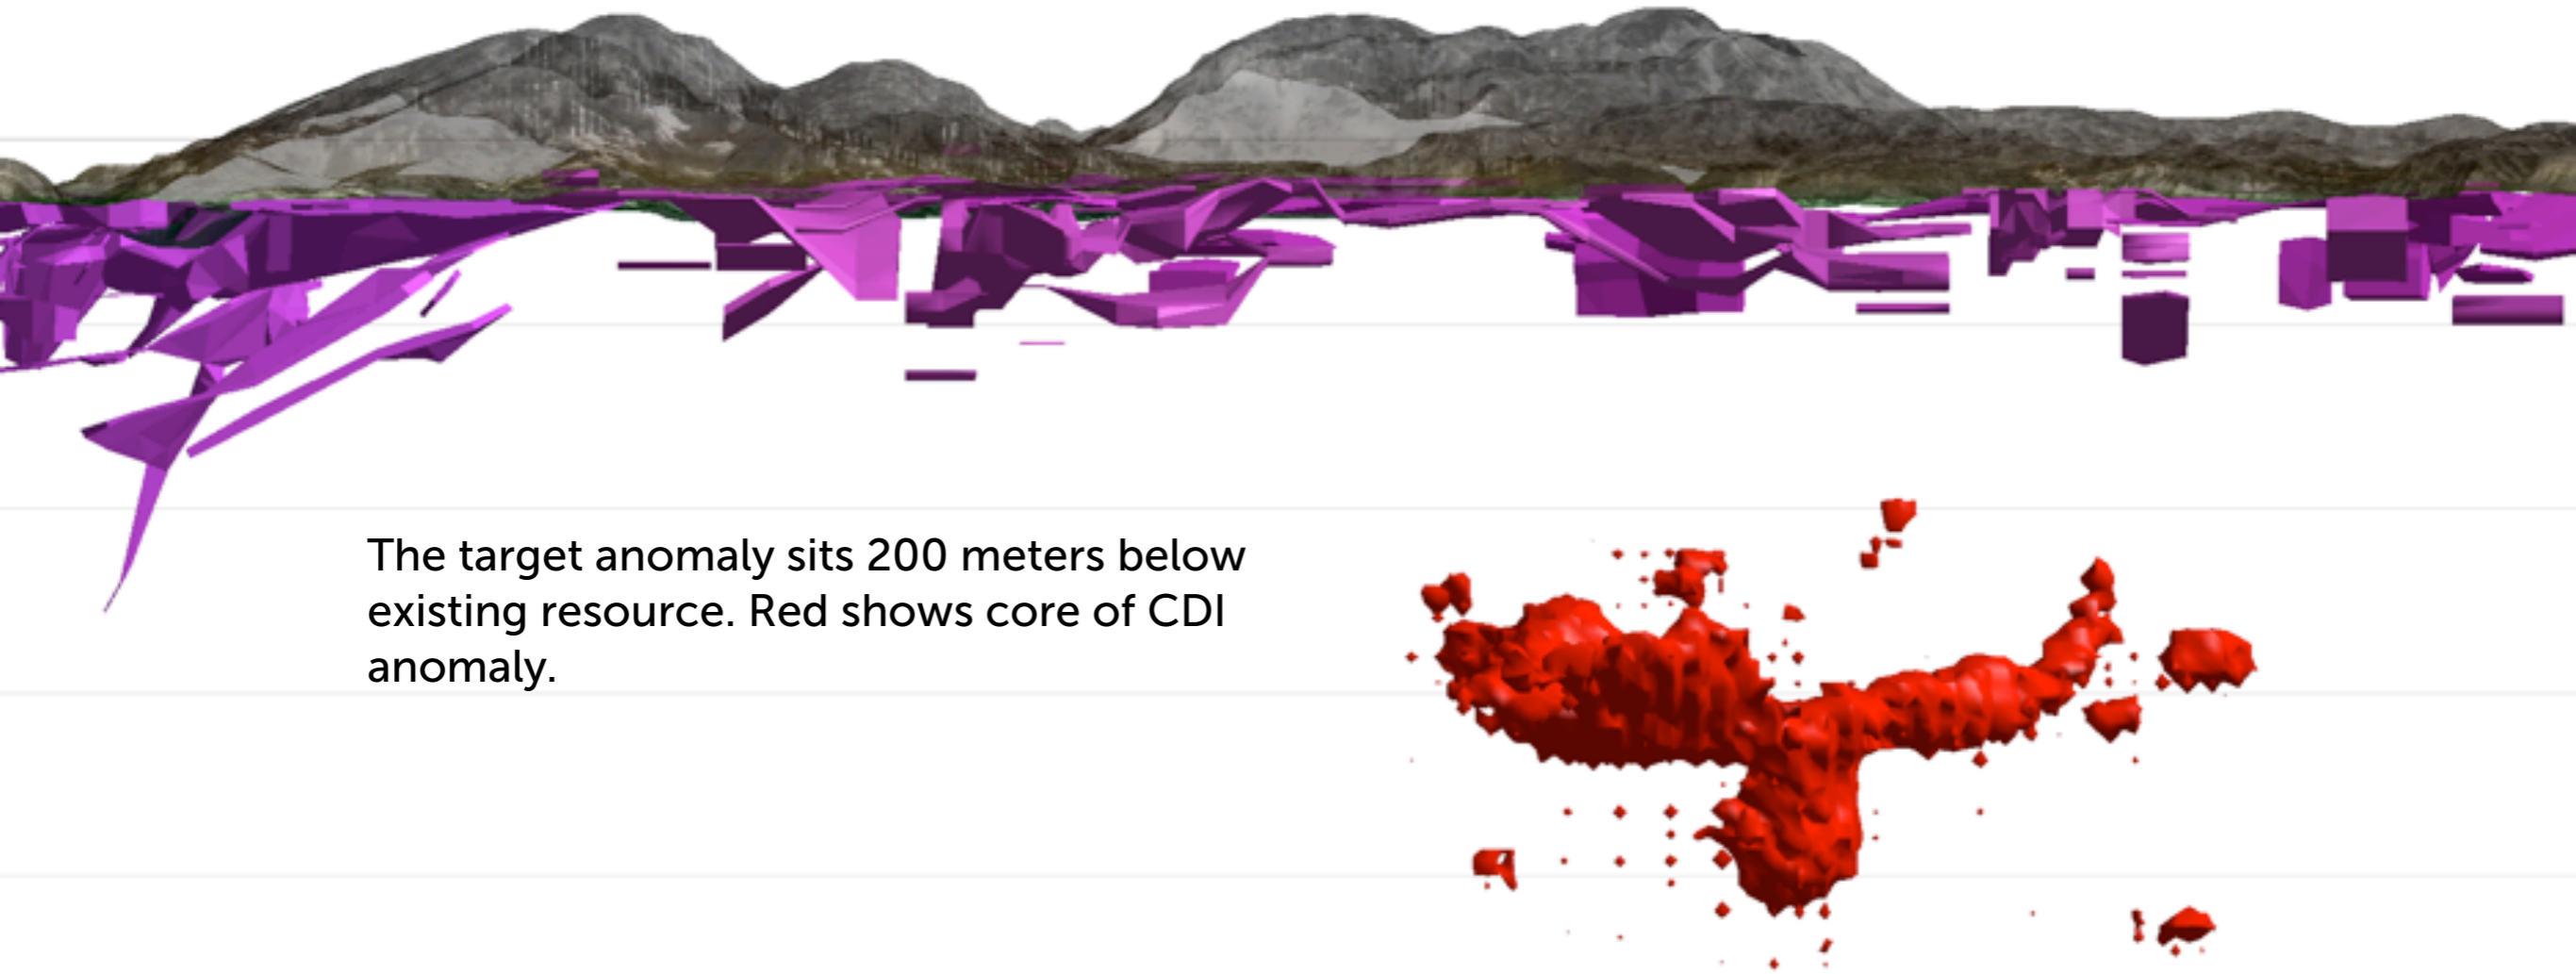 The target anomaly sits 200 meters below
existing resource. Red shows core of CDI
anomaly.